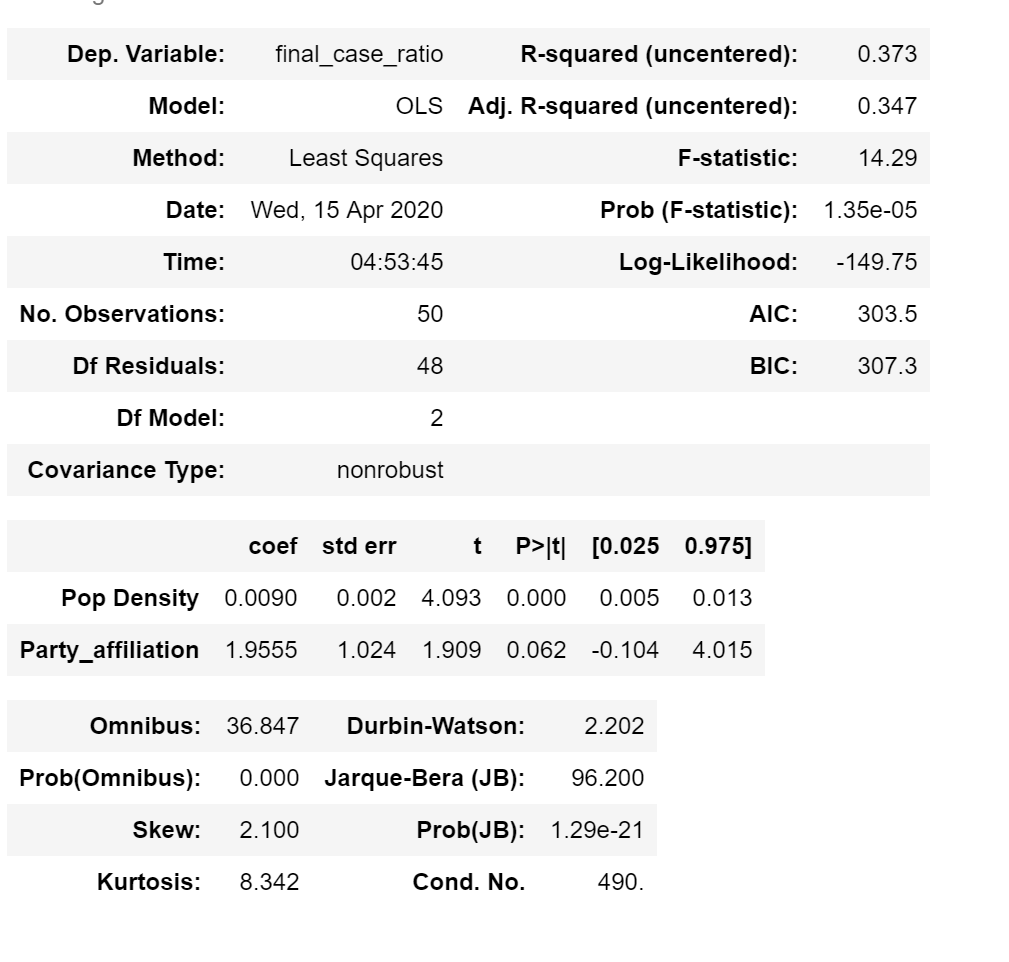 Dep. Variable: final_case_ratio R-squared (uncentered): 0.373
Model: OLS Adj. R-squared (uncentered): 0.347
Method: Least Squares F-statistic: 14.29
Date: Wed, 15 Apr 2020 Prob (F-statistic): 1.35e-05
Time: 04:53:45 Log-Likelihood: -149.75
No. Observations: 50 AIC: 303.5
Df Residuals: 48 BIC: 307.3
Df Model: 2
Covariance Type: nonrobust
coef std err t P>|t| [0.025 0.975]
Pop Density 0.0090 0.002 4.093 0.000 0.005 0.013
Party_affiliation 1.9555 1.024 1.909 0.062 -0.104 4.015
Omnibus: 36.847 Durbin-Watson: 2.202
Prob(Omnibus): 0.000 Jarque-Bera (JB): 96.200
Skew: 2.100 Prob(JB): 1.29e-21
Kurtosis: 8.342 Cond. No. 490.